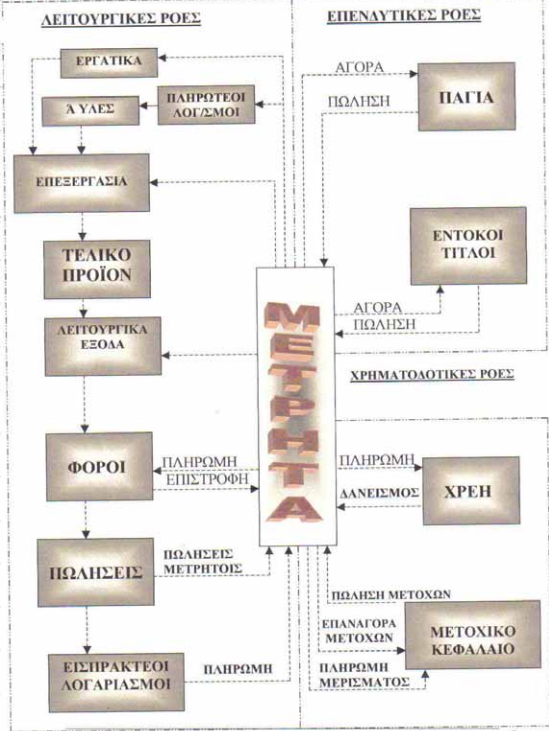 ΛΕΙΤΟΥΡΓΙΚΕΣ ΡΟΕΣ
ΕΡΓΑΤΙΚΑ
Ά ΥΛΕΣ
ΠΛΗΡΩΤΕΟΙ
ΛΟΓ/ΣΜΟΙ
ΕΠΕΞΕΡΓΑΣΙΑ
ΤΕΛΙΚΟ
ΠΡΟΪΟΝ
ΛΕΙΤΟΥΡΓΙΚΑ
ΕΞΟΔΑ
ΦΟΡΟΙ
ΠΛΗΡΩΜΗ
ΕΠΙΣΤΡΟΦΗ
ΠΩΛΗΣΕΙΣ
ΠΩΛΗΣΕΙΣ
ΜΕΤΡΗΤΟΙΣ
ΕΙΣΠΡΑΚΤΕΟΙ
ΛΟΓΑΡΙΑΣΜΟΙ
ΠΛΗΡΩΜΗ
ΜΕΤΡΗΤΑ
ΕΠΕΝΔΥΤΙΚΕΣ ΡΟΕΣ
ΑΓΟΡΑ
ΠΩΛΗΣΗ
ΠΑΓΙΑ
ΕΝΤΟΚΟΙ
ΤΙΤΛΟΙ
ΑΓΟΡΑ
ΠΩΛΗΣΗ
ΧΡΗΜΑΤΟΔΟΤΙΚΕΣ ΡΟΕΣ
ΠΛΗΡΩΜΗ
ΔΑΝΕΙΣΜΟΣ
ΧΡΕΗ
ΠΩΛΗΣΗ ΜΕΤΟΧΩΝ
ΕΠΑΝΑΓΟΡΑ
ΜΕΤΟΧΩΝ
ΠΛΗΡΩΜΗ
ΜΕΡΙΣΜΑΤΟΣ
ΜΕΤΟΧΙΚΟ
ΚΕΦΑΛΑΙΟ